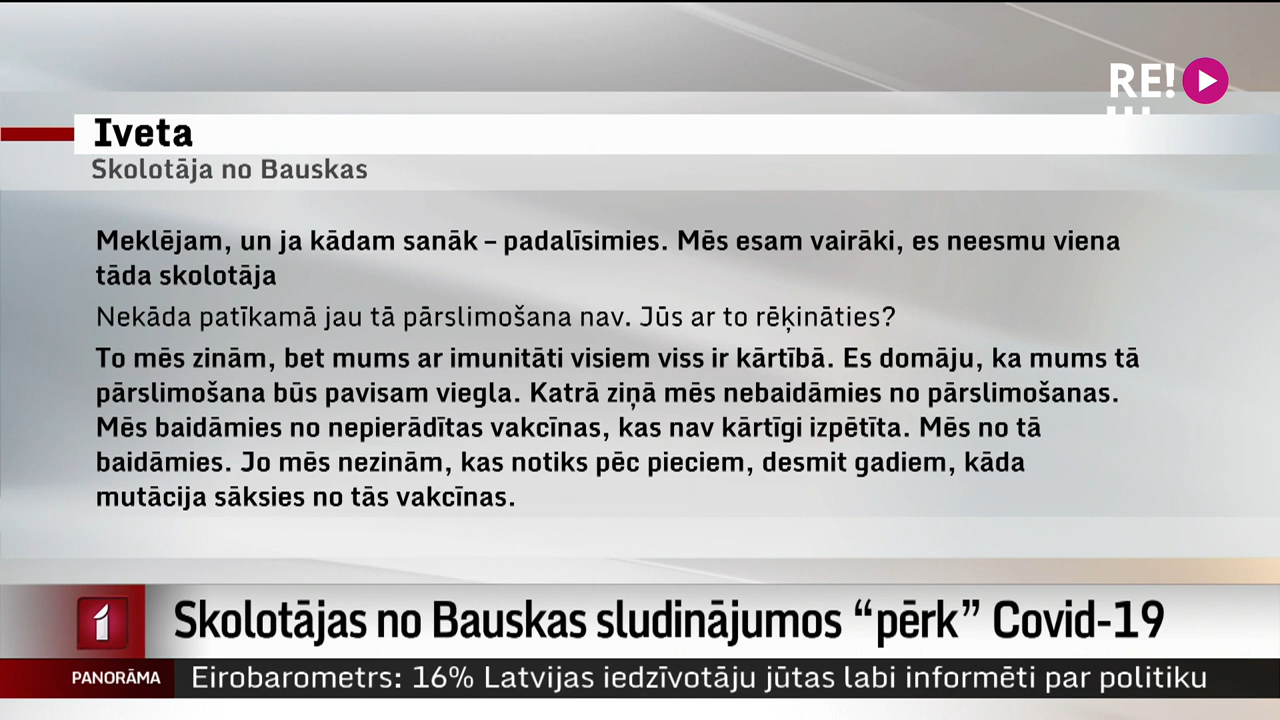 RE!
Iveta
Skolotāja no Bauskas
Meklējam, un ja kādam sanāk – padalīsimies. Mēs esam vairāki, es neesmu viena
tāda skolotāja
Nekāda patīkamā jau tā pārslimošana nav. Jūs ar to rēķināties?
To mēs zinām, bet mums ar imunitāti visiem viss ir kārtībā. Es domāju, ka mums tā
pārslimošana būs pavisam viegla. Katrā ziņā mēs nebaidāmies no pārslimošanas.
Mēs baidāmies no nepierādītas vakcīnas, kas nav kārtīgi izpētīta. Mēs no tā
baidāmies. Jo mēs nezinām, kas notiks pēc pieciem, desmit gadiem, kāda
mutācija sāksies no tās vakcīnas.
1 Skolotājas no Bauskas sludinājumos “pērk” Covid-19
PANORĀMA Eirobarometrs: 16% Latvijas iedzīvotāju jūtas labi informēti par politiku